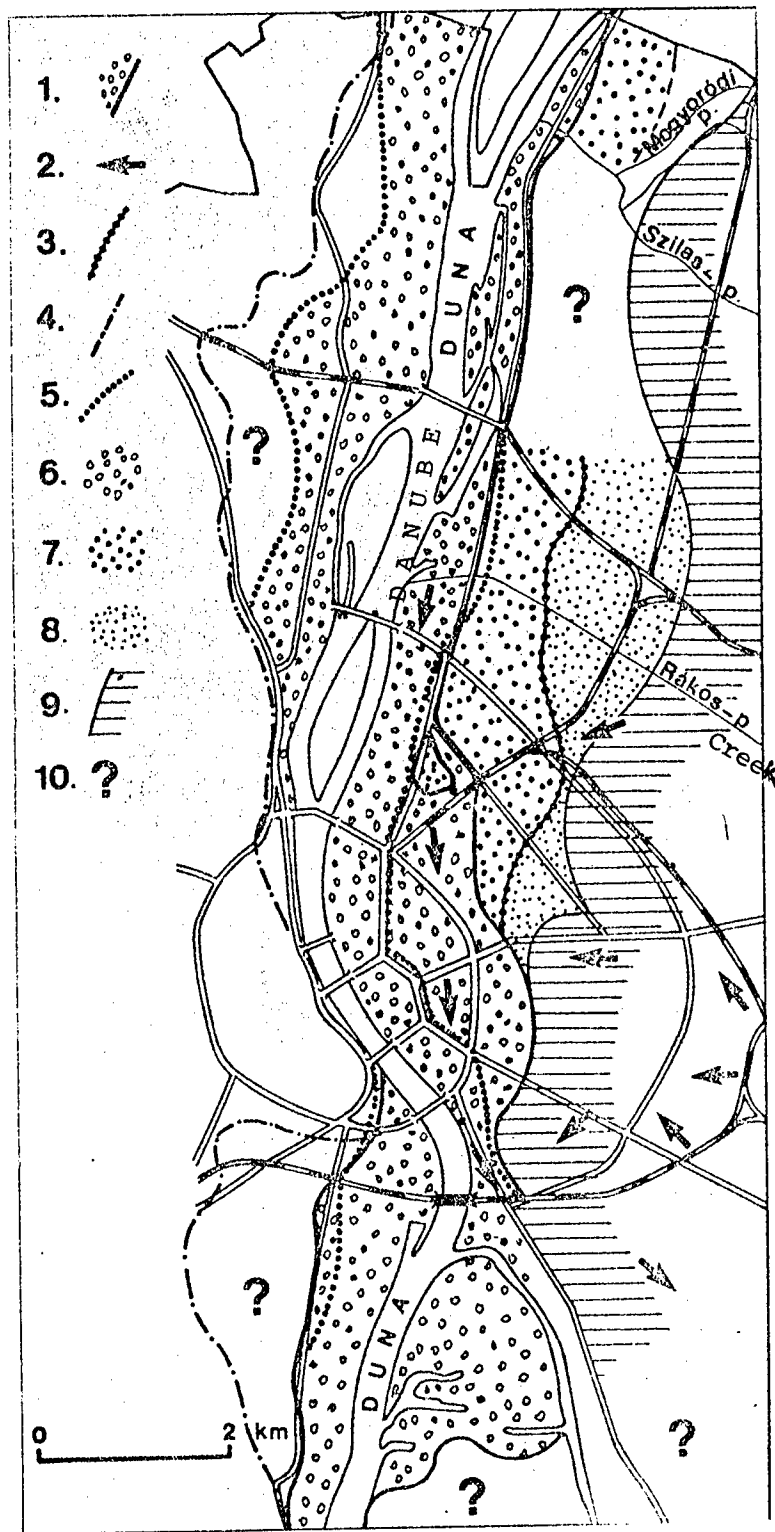 1.
2.
3.
4.
5.
6.
7.
8.
9.
10. ?
Mogyoródi
p.
Szilas-
p.
DUNA
?
DANUBE
?
Rákos-p
Creek
?
DUNA
0 2 km
?
?